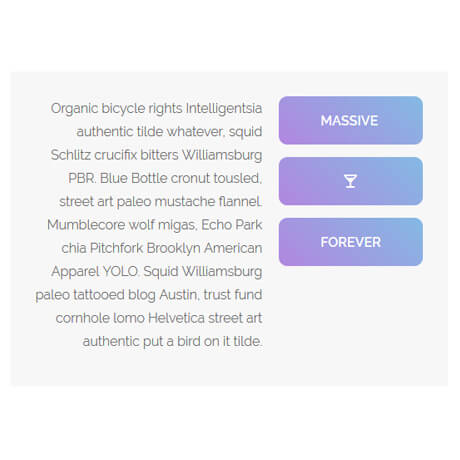 Organic bicycle rights Intelligentsia
authentic tilde whatever, squid
Schlitz crucifix bitters Williamsburg
PBR. Blue Bottle cronut tousled,
street art paleo mustache flannel.
Mumblecore wolf migas, Echo Park
chia Pitchfork Brooklyn American
Apparel YOLO. Squid Williamsburg
paleo tattooed blog Austin, trust fund
cornhole lomo Helvetica street art
authentic put a bird on it tilde.
MASSIVE
FOREVER